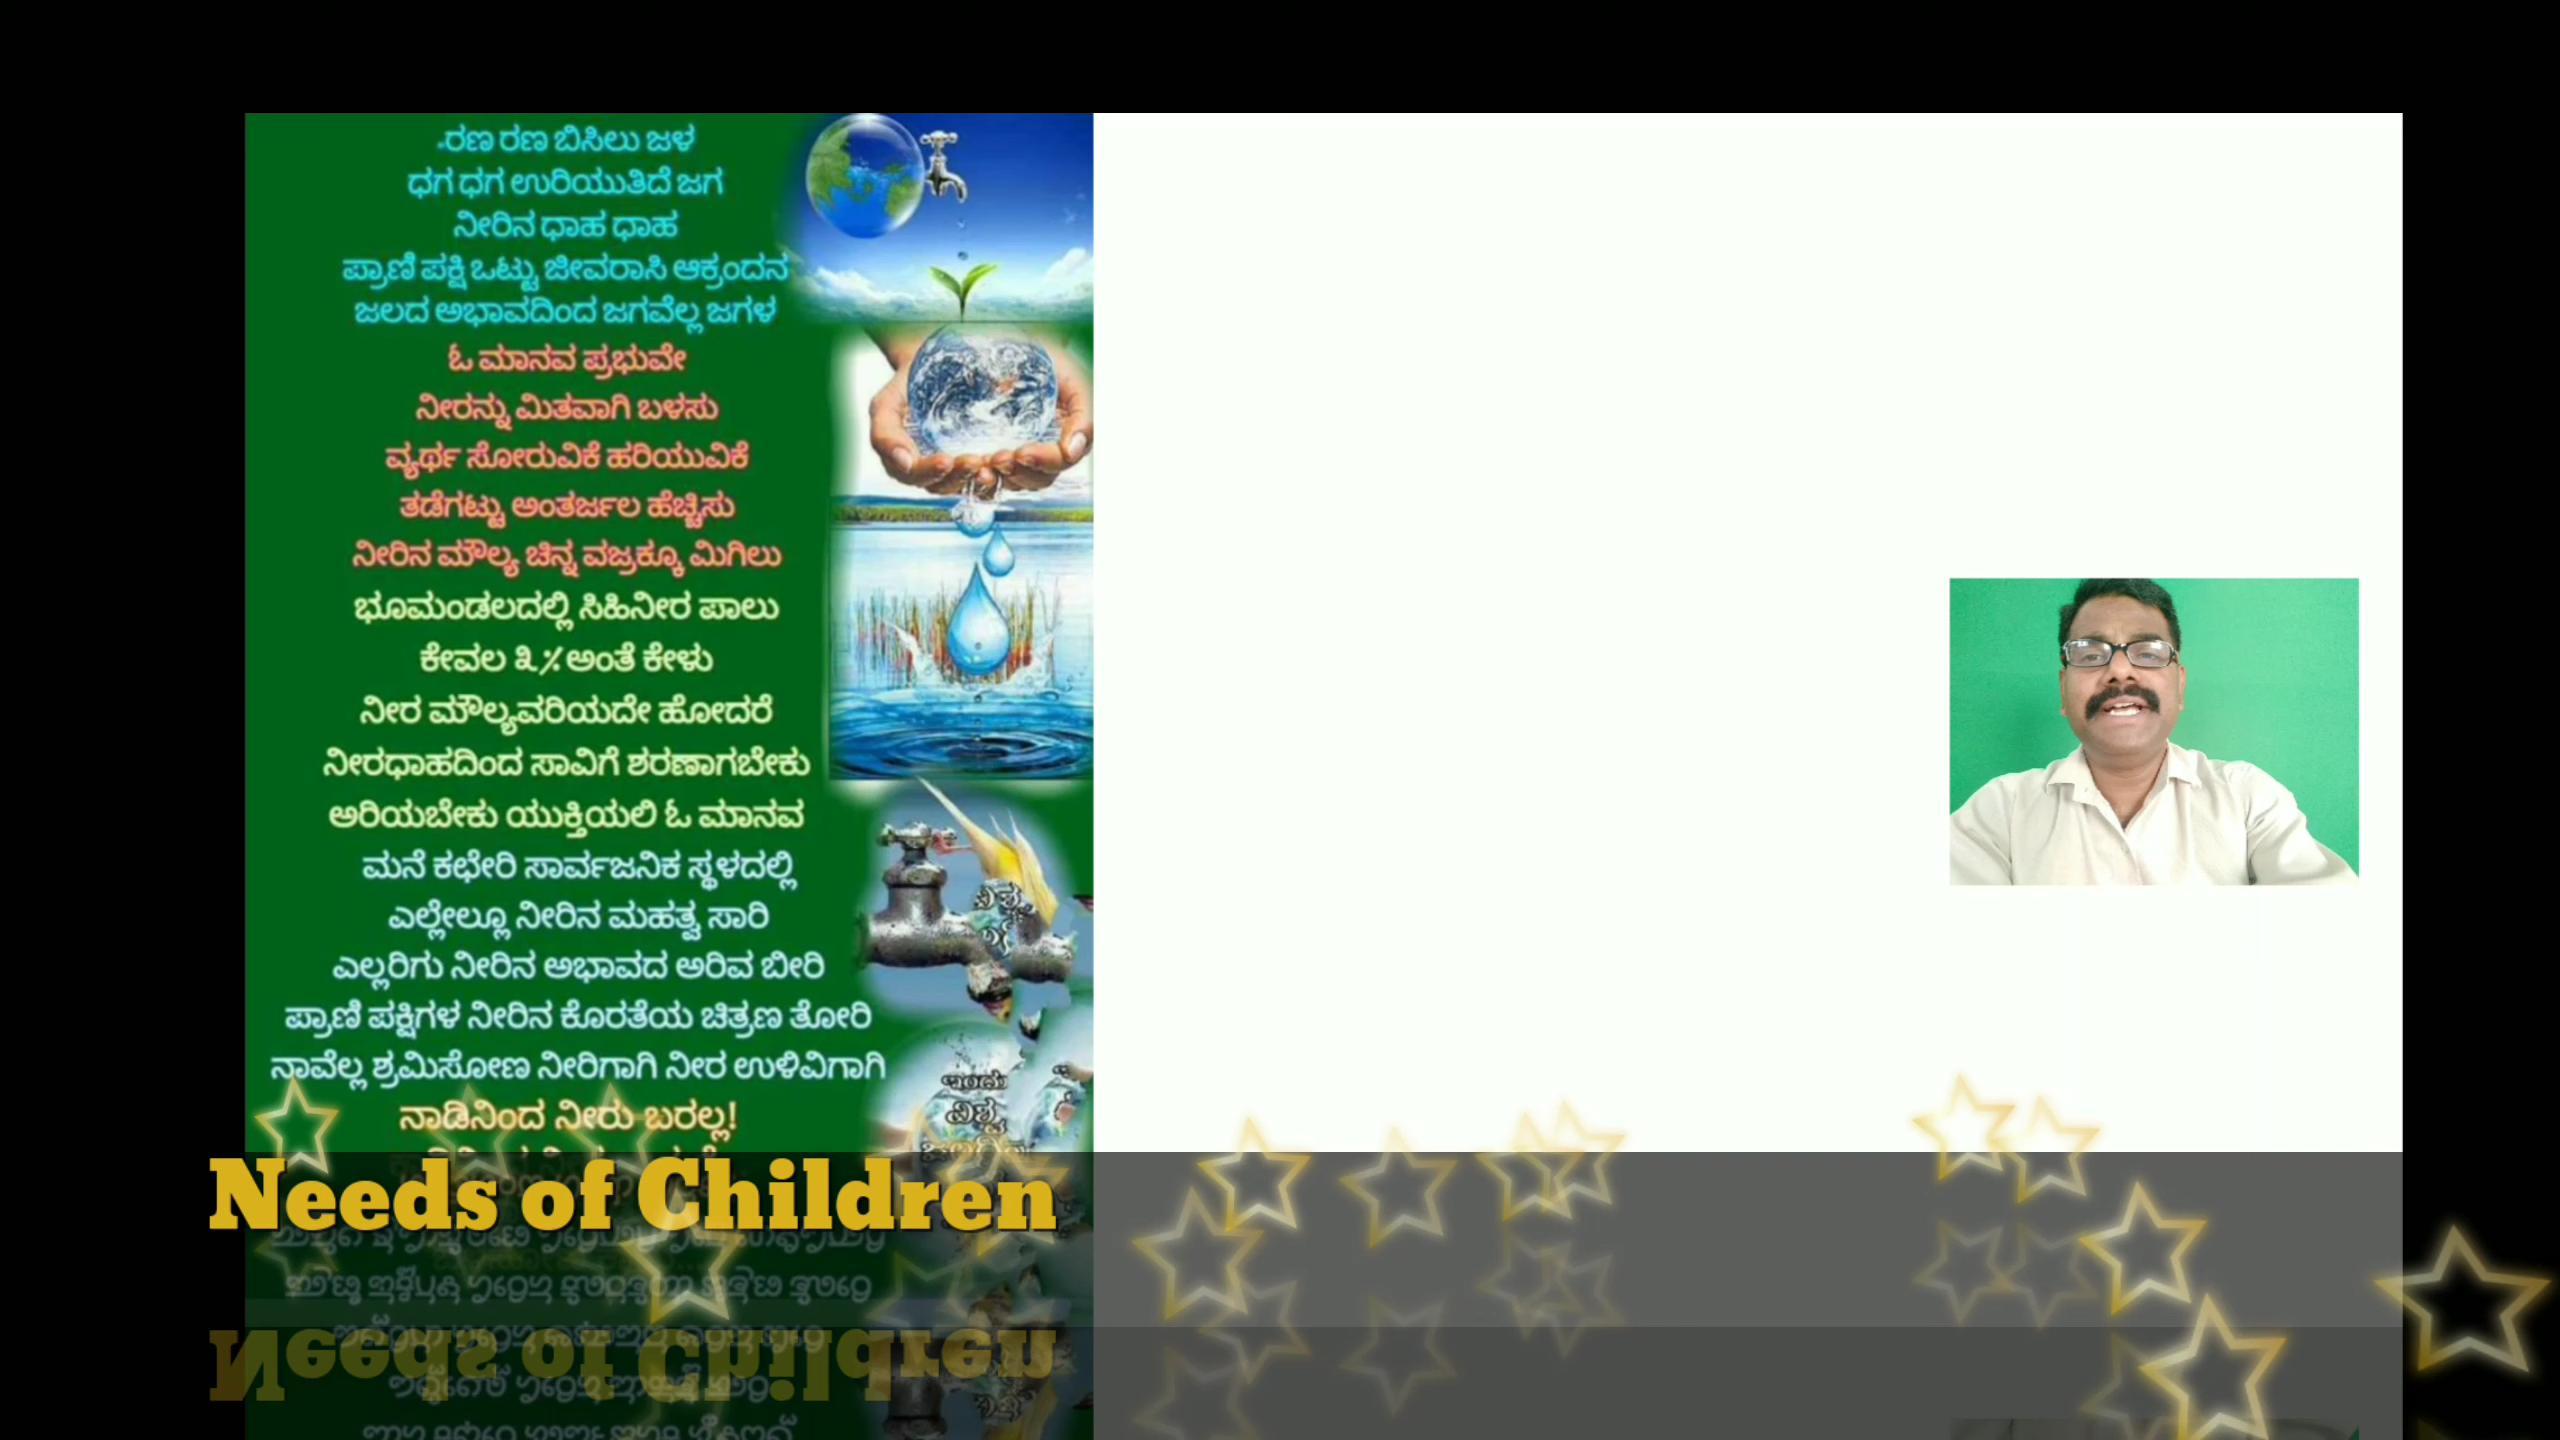 -ರಣ ರಣ ಬಿಸಿಲು ಜಳ
ಧಗ ಧಗ ಉರಿಯುತಿದೆ ಜಗ
ನೀರಿನ ಧಾಹ ಧಾಹ
ಪ್ರಾಣಿ ಪಕ್ಷಿ ಒಟ್ಟು ಜೀವರಾಸಿ ಆಕ್ರಂದನ
ಜಲದ ಅಭಾವದಿಂದ ಜಗವೆಲ್ಲ ಜಗಳ
ಓ ಮಾನವ ಪ್ರಭುವೇ
ನೀರನ್ನು ಮಿತವಾಗಿ ಬಳಸು
ವ್ಯರ್ಥ ಸೋರುವಿಕೆ ಹರಿಯುವಿಕೆ
ತಡೆಗಟ್ಟು ಅಂತರ್ಜಲ ಹೆಚ್ಚಿಸು
ನೀರಿನ ಮೌಲ್ಯ ಚಿನ್ನ ವಜ್ರಕ್ಕೂ ಮಿಗಿಲು
ಭೂಮಂಡಲದಲ್ಲಿ ಸಿಹಿನೀರ ಪಾಲು
ಕೇವಲ ೩% ಅಂತೆ ಕೇಳು
ನೀರ ಮೌಲ್ಯವರಿಯದೇ ಹೋದರೆ
ನೀರಧಾಹದಿಂದ ಸಾವಿಗೆ ಶರಣಾಗಬೇಕು
ಅರಿಯಬೇಕು ಯುಕ್ತಿಯಲಿ ಓ ಮಾನವ
ಮನೆ ಕಛೇರಿ ಸಾರ್ವಜನಿಕ ಸ್ಥಳದಲ್ಲಿ
ಎಲ್ಲೇಲ್ಲೂ ನೀರಿನ ಮಹತ್ವ ಸಾರಿ
ಎಲ್ಲರಿಗು ನೀರಿನ ಅಭಾವದ ಅರಿವ ಬೀರಿ
ಪ್ರಾಣಿ ಪಕ್ಷಿಗಳ ನೀರಿನ ಕೊರತೆಯ ಚಿತ್ರಣ ತೋರಿ
ನಾವೆಲ್ಲ ಶ್ರಮಿಸೋಣ ನೀರಿಗಾಗಿ ನೀರ ಉಳಿವಿಗಾಗಿ
ನಾಡಿನಿಂದ ನೀರು ಬರಲ್ಲ!
ಇಂದು
ವಿಶ್ವ
Needs of Children